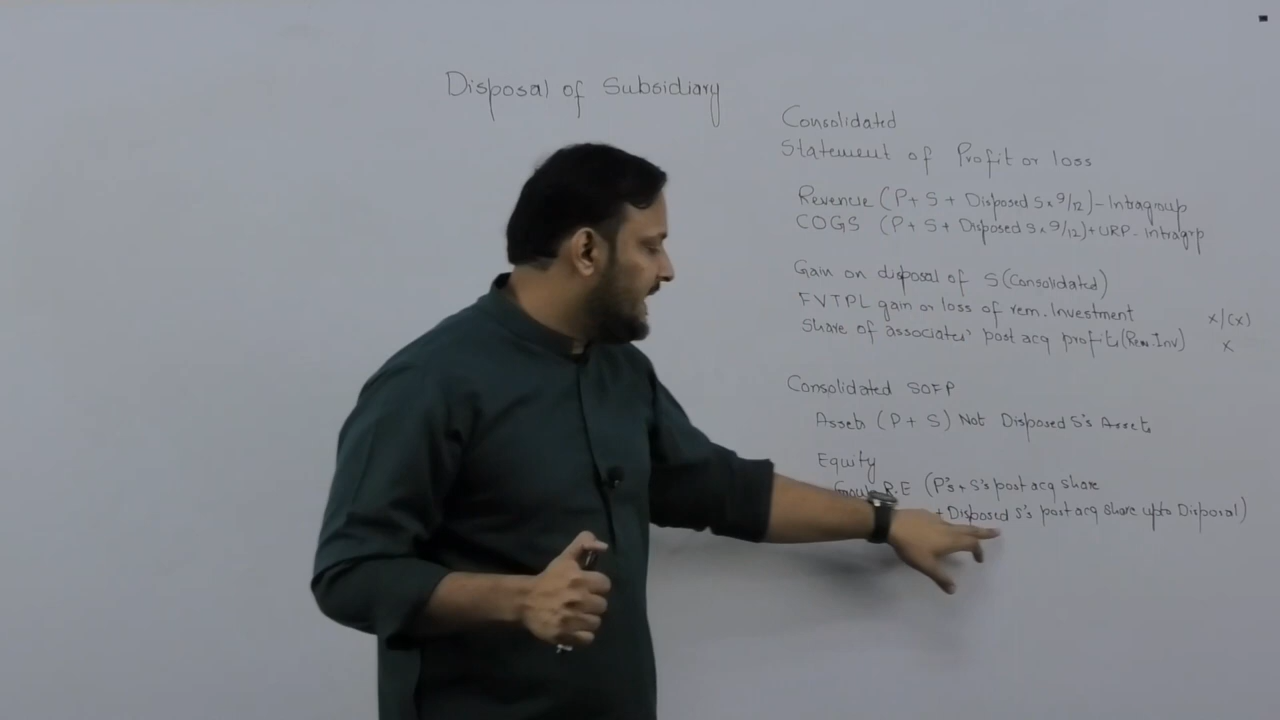 Disposal of Subsidiary
Consolidated
Statement of Profit or loss
Revenue (P+ S + Disposed S x 9/12) - Intragroup
COGS (P+ S + Disposed S x 9/12) + URP - Intragrp
Gain on disposal of S (Consolidated)
FVTPL gain or loss of rem. Investment x/(x)
Share of associates' post acq profit (Rem. Inv) x
Consolidated SOFP
Assets (P + S) Not Disposed S's Assets
Equity
R.E (P's + S's post acq share
+ Disposed S's post acq share upto Disposal)